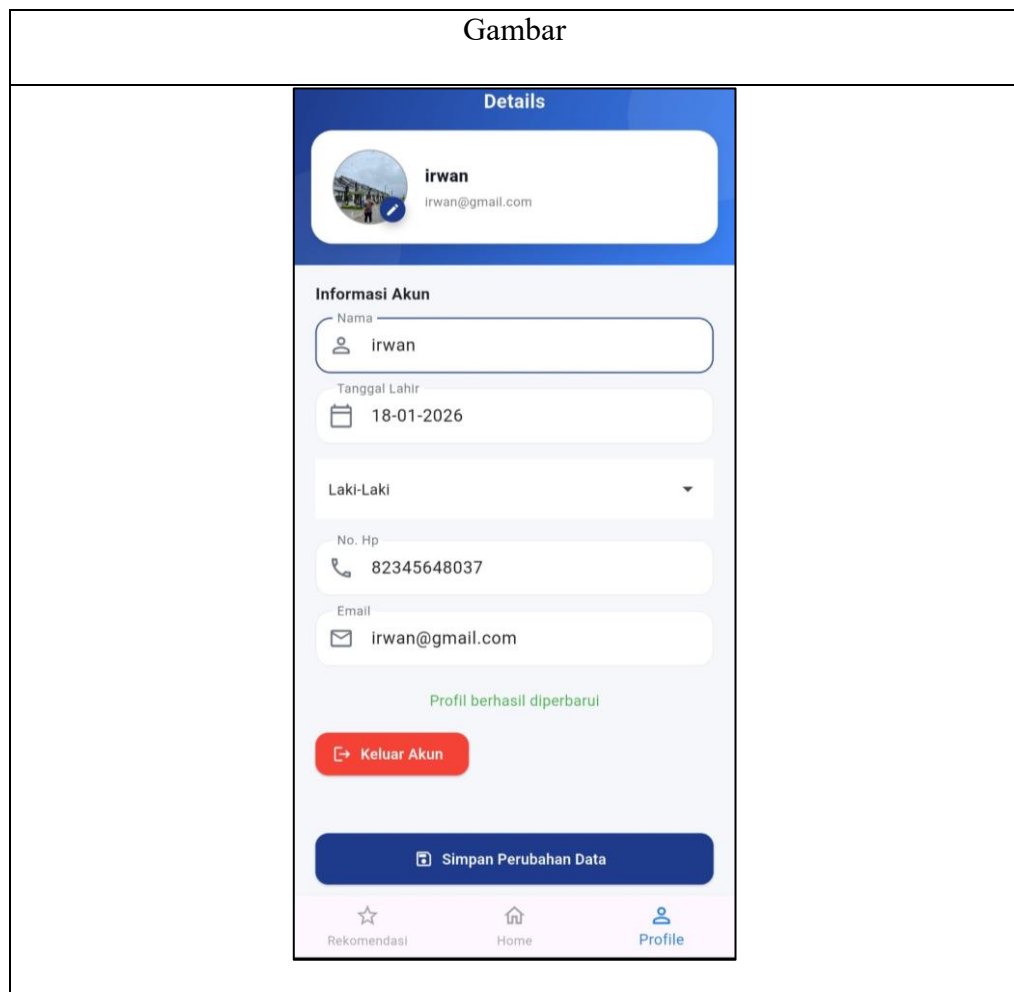 Gambar
Details
irwan
irwan@gmail.com
Informasi Akun
Nama
irwan
Tanggal Lahir
18-01-2026
Laki-Laki
No. Hp
82345648037
Email
irwan@gmail.com
Profil berhasil diperbarui
Keluar Akun
Simpan Perubahan Data
Rekomendasi Home Profile